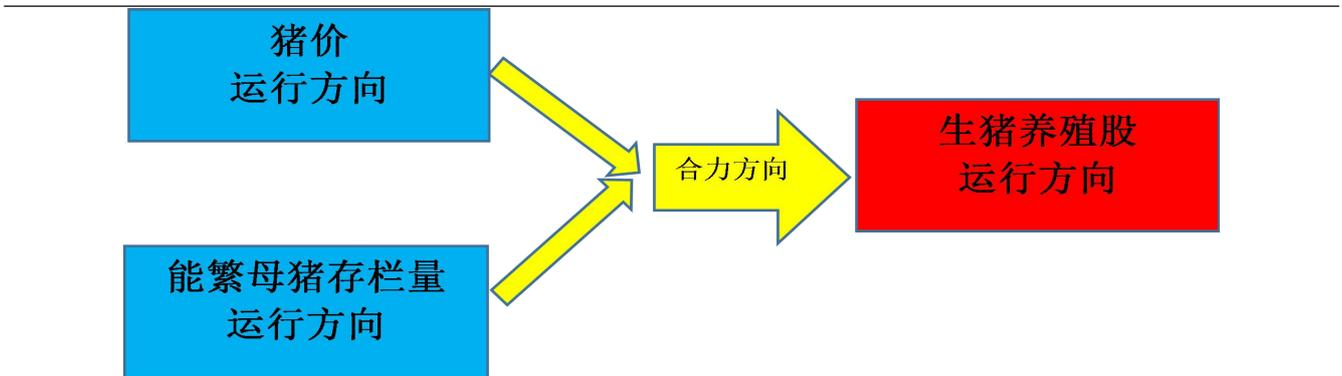 猪价
运行方向
合力方向
生猪养殖股
运行方向
能繁母猪存栏量
运行方向